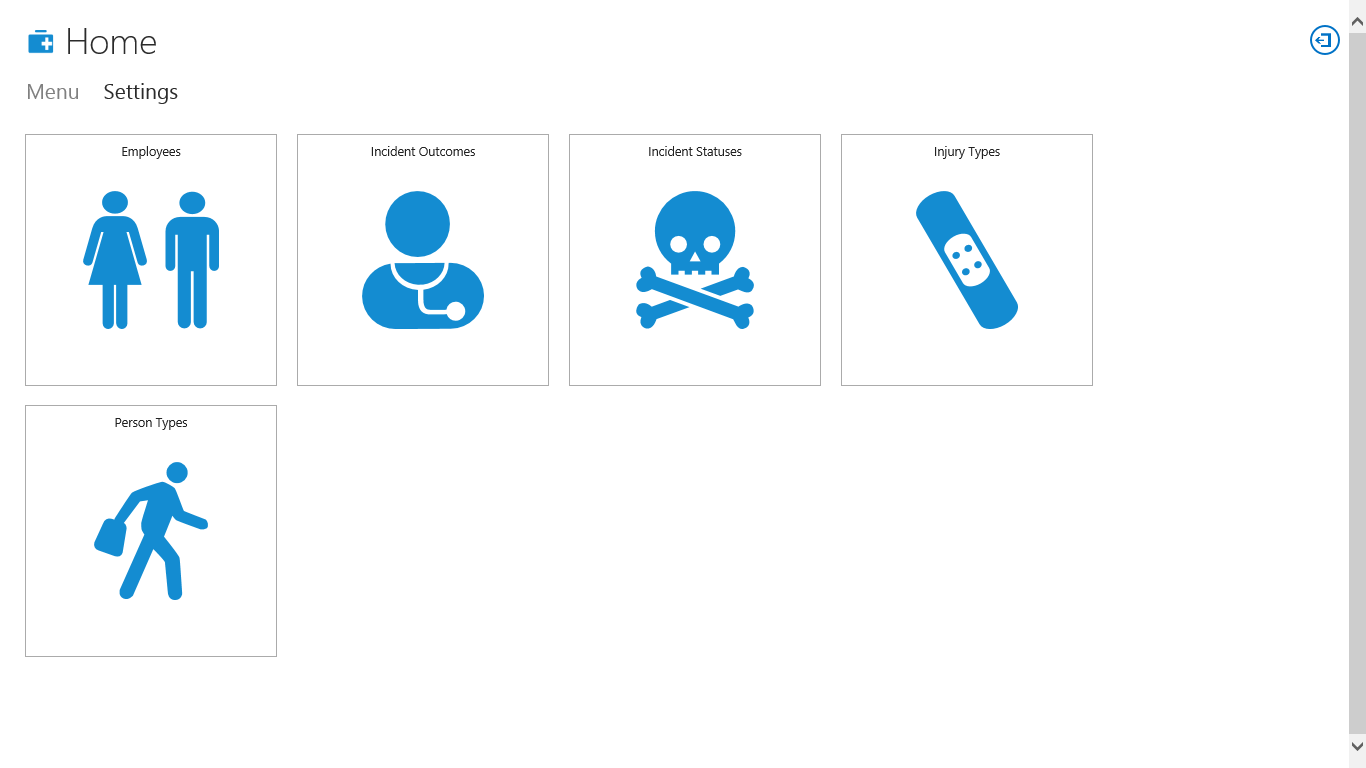 Home
Menu Settings
Employees
Incident Outcomes
Incident Statuses
Injury Types
Person Types